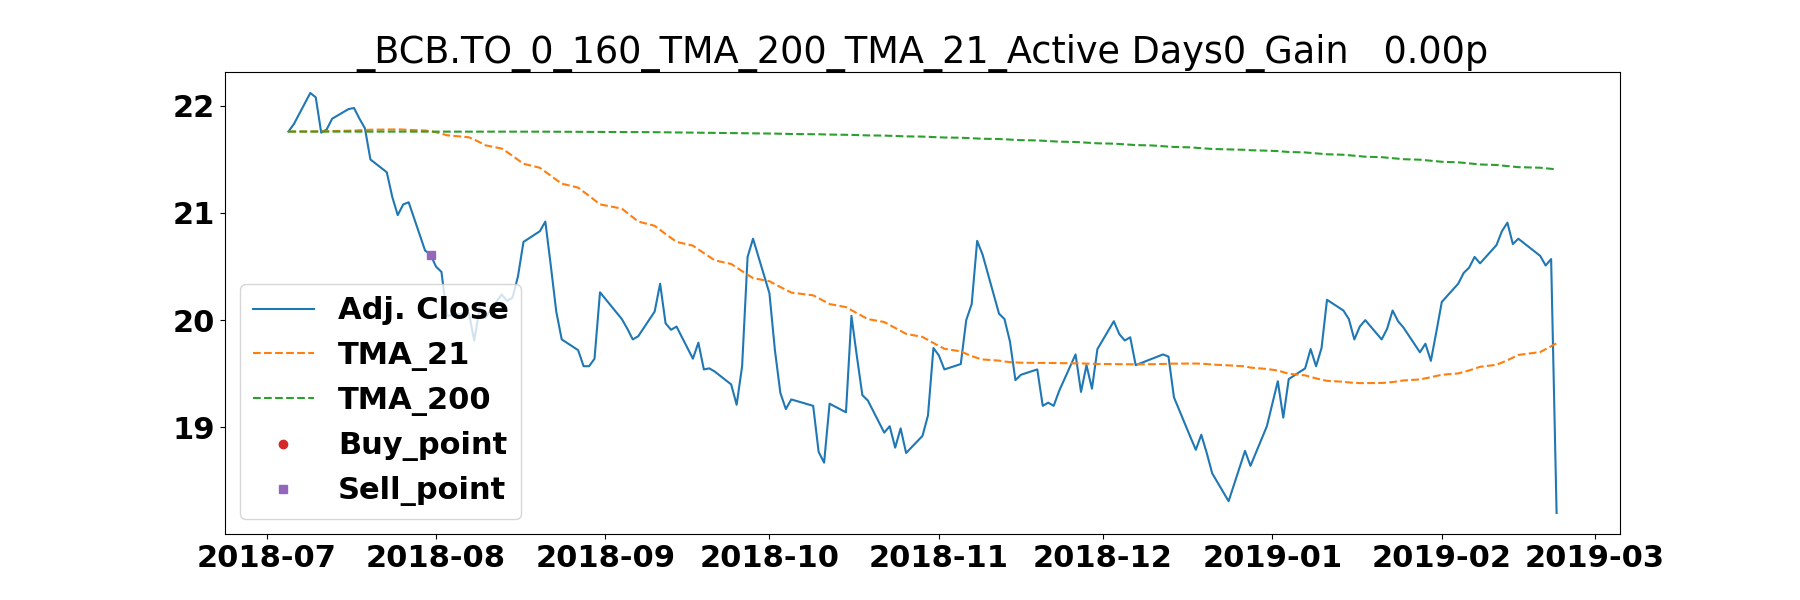 _BCB.TO_0_160_TMA_200_TMA_21_Active Days0_Gain   0.00p
22
21
20
19
Adj. Close
TMA_21
TMA_200
Buy_point
Sell_point
2018-07 2018-08 2018-09 2018-10 2018-11 2018-12 2019-01 2019-02 2019-03